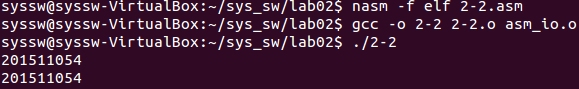 syssw@syssw-VirtualBox:~/sys_sw/lab02$ nasm -f elf 2-2.asm
syssw@syssw-VirtualBox:~/sys_sw/lab02$ gcc -o 2-2 2-2.o asm_io.o
syssw@syssw-VirtualBox:~/sys_sw/lab02$ ./2-2
201511054
201511054